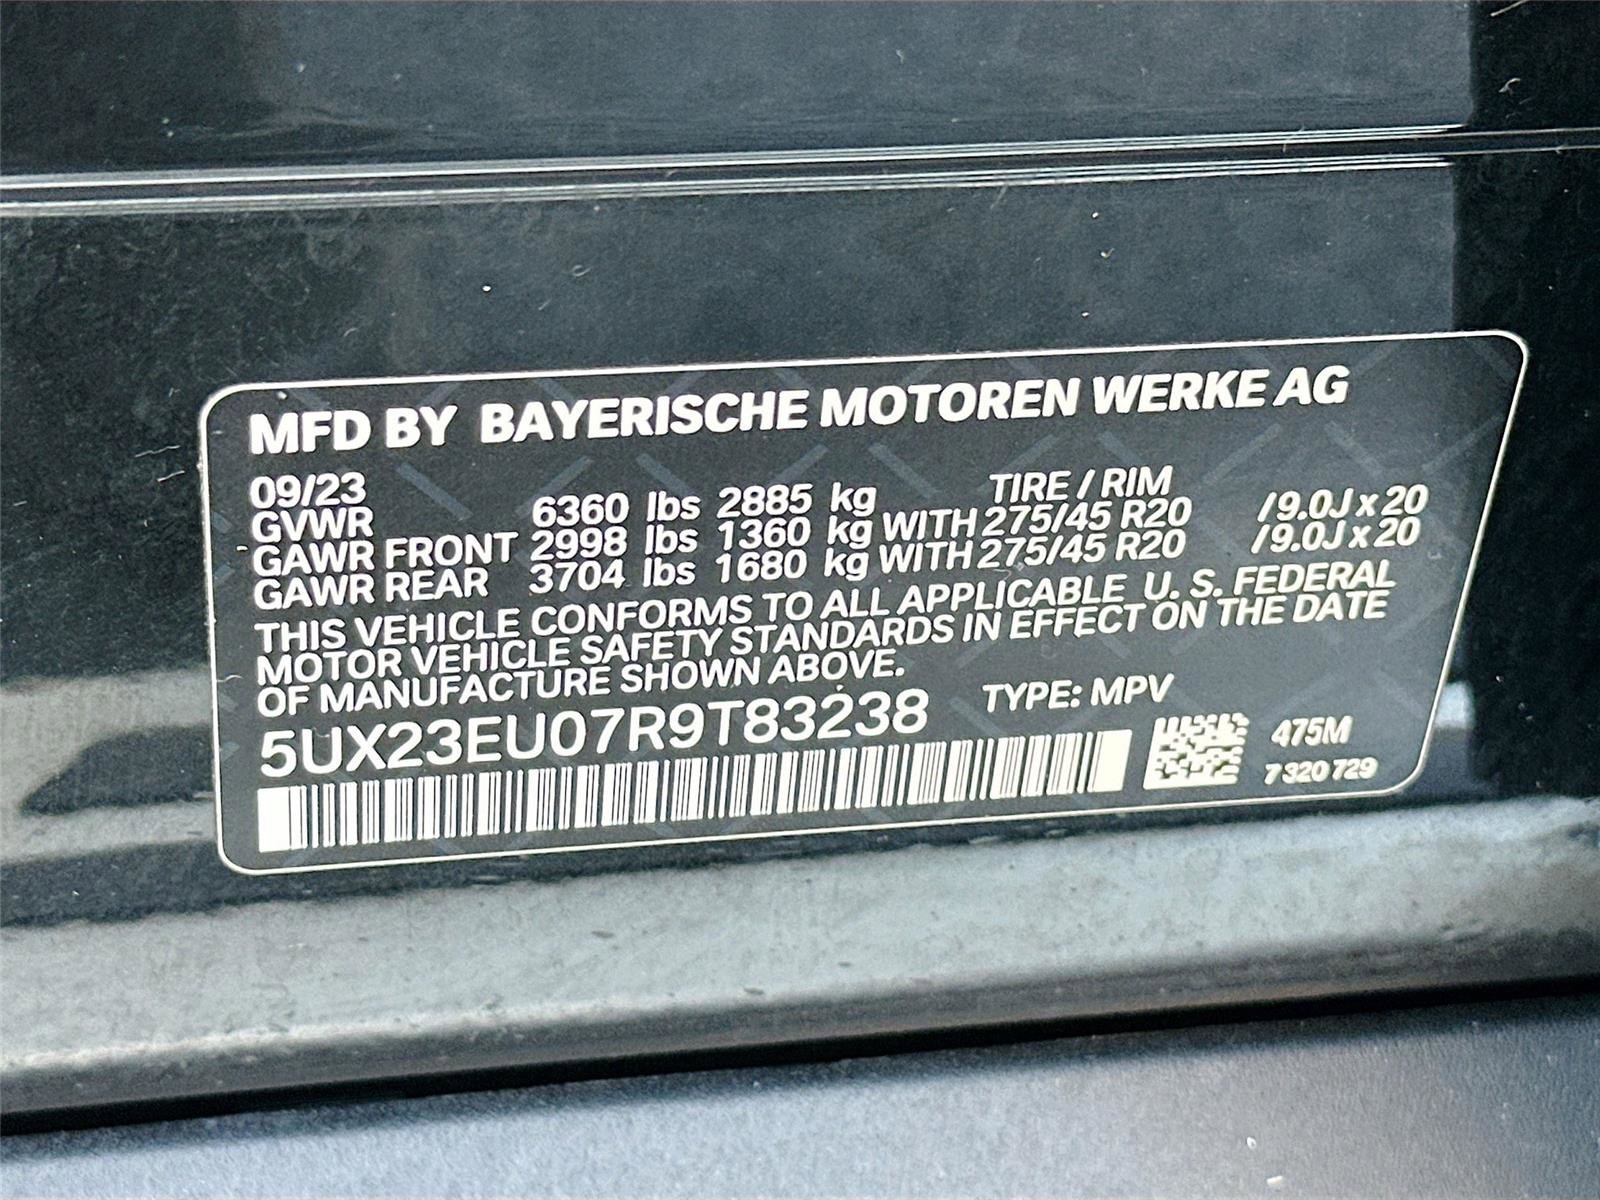 MFD BY BAYERISCHE MOTOREN WERKE AG
09/23 TIRE / RIM
GVWR 6360 lbs 2885 kg
GAWR FRONT 2998 lbs 1360 kg WITH 275/45 R20 /9.0J x 20
GAWR REAR 3704 lbs 1680 kg WITH 275/45 R20 /9.0J x 20
THIS VEHICLE CONFORMS TO ALL APPLICABLE U. S. FEDERAL
MOTOR VEHICLE SAFETY STANDARDS IN EFFECT ON THE DATE
OF MANUFACTURE SHOWN ABOVE.
5UX23EU07R9T83238 TYPE: MPV
475M
7 320 729